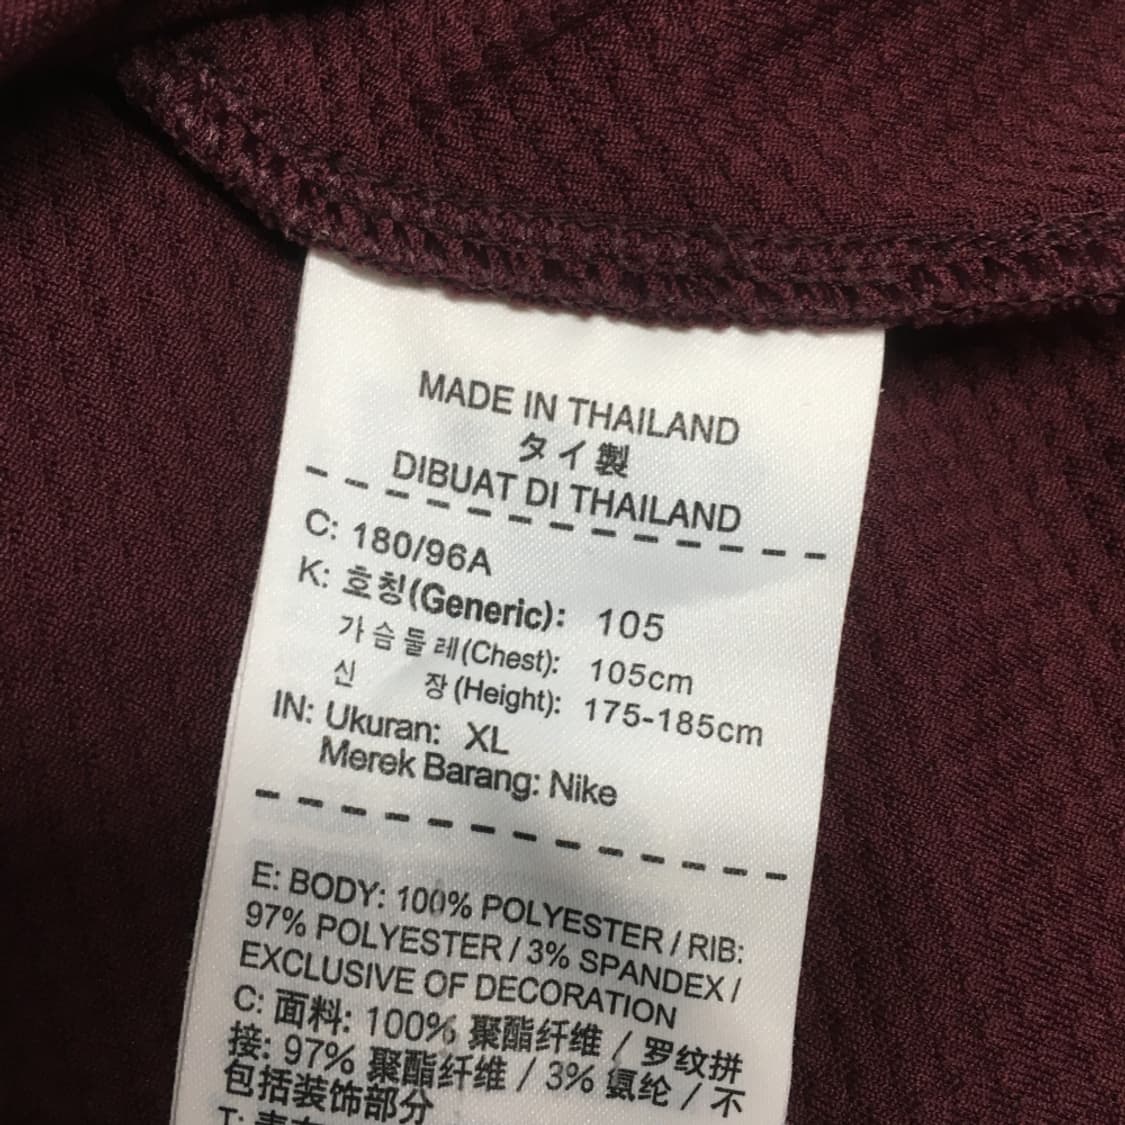 MADE IN THAILAND
タイ製
DIBUAT DI THAILAND
C: 180/96A
K: 호칭(Generic): 105
가슴둘레(Chest): 105cm
신 장(Height): 175-185cm
IN: Ukuran: XL
Merek Barang: Nike
E: BODY: 100% POLYESTER / RIB:
97% POLYESTER / 3% SPANDEX /
EXCLUSIVE OF DECORATION
C: 面料: 100% 聚酯纤维 / 罗纹拼
接: 97% 聚酯纤维 / 3% 氨纶 / 不
包括装饰部分
T: